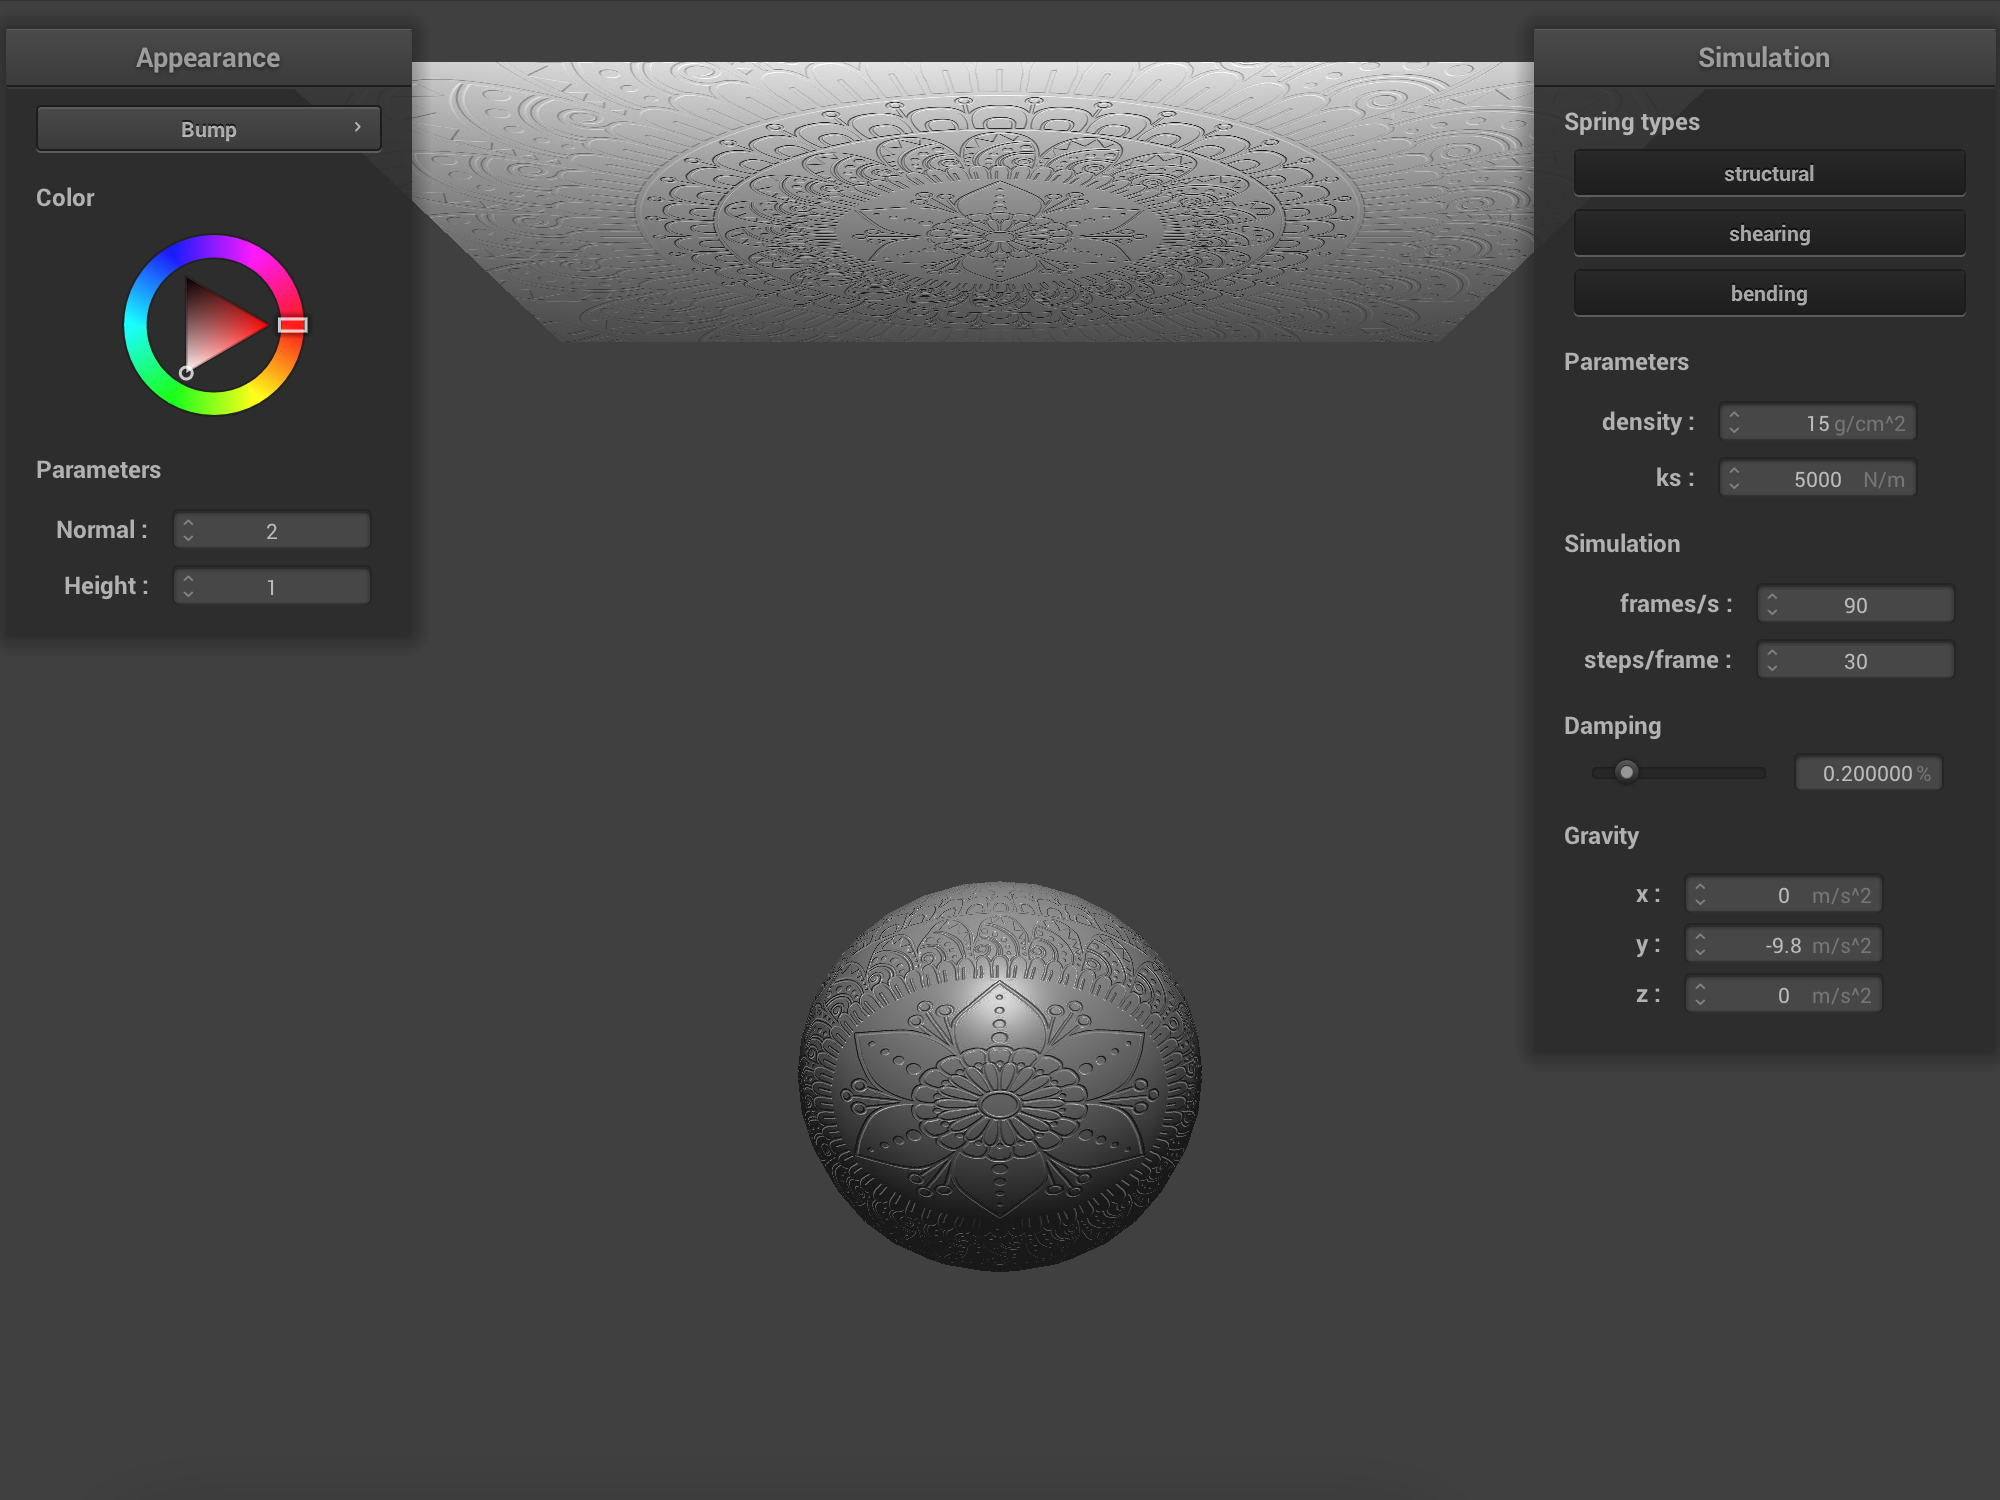 Appearance
Bump
Color
Parameters
Normal : 2
Height : 1
Simulation
Spring types
structural
shearing
bending
Parameters
density : 15 g/cm^2
ks : 5000 N/m
Simulation
frames/s : 90
steps/frame : 30
Damping
0.200000 %
Gravity
x : 0 m/s^2
y : -9.8 m/s^2
z : 0 m/s^2